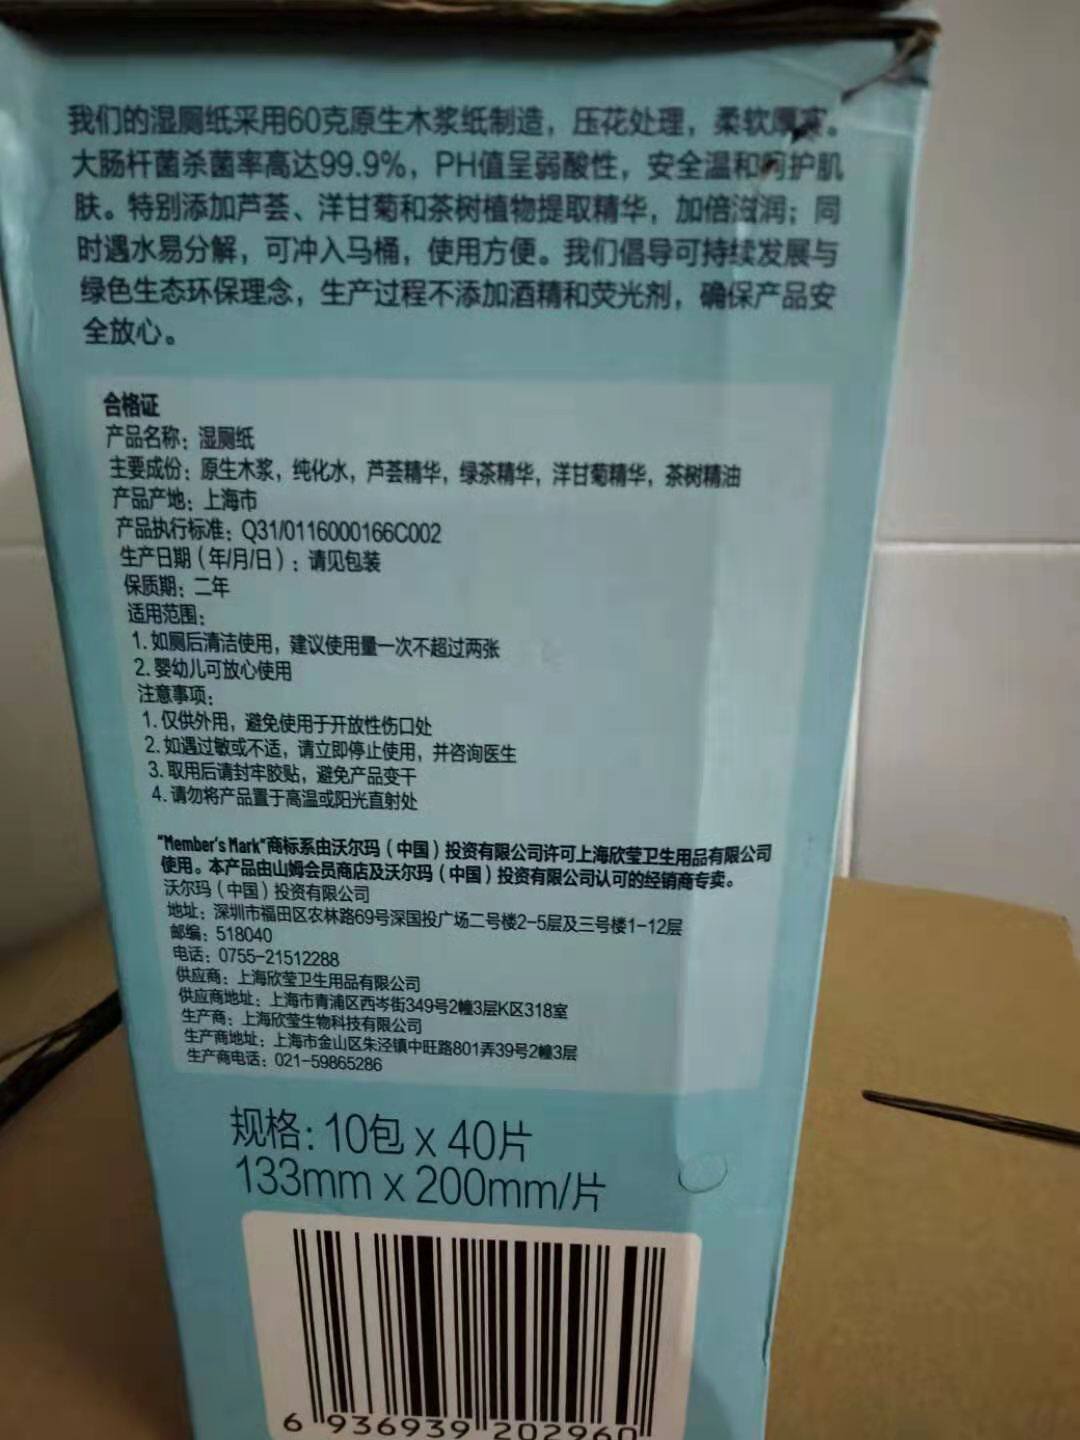 我们的湿厕纸采用60克原生木浆纸制造，压花处理，柔软厚实。
大肠杆菌杀菌率高达99.9%，PH值呈弱酸性，安全温和呵护肌
肤。特别添加芦荟、洋甘菊和茶树植物提取精华，加倍滋润；同
时遇水易分解，可冲入马桶，使用方便。我们倡导可持续发展与
绿色生态环保理念，生产过程不添加酒精和荧光剂，确保产品安
全放心。
合格证
产品名称：湿厕纸
主要成份：原生木浆，纯化水，芦荟精华，绿茶精华，洋甘菊精华，茶树精油
产品产地：上海市
产品执行标准：Q31/0116000166C002
生产日期（年/月/日）：请见包装
保质期：二年
适用范围：
1. 如厕后清洁使用，建议使用量一次不超过两张
2. 婴幼儿可放心使用
注意事项：
1. 仅供外用，避免使用于开放性伤口处
2. 如遇过敏或不适，请立即停止使用，并咨询医生
3. 取用后请封牢胶贴，避免产品变干
4. 请勿将产品置于高温或阳光直射处
"Member's Mark"商标系由沃尔玛（中国）投资有限公司许可上海欣莹卫生用品有限公司
使用。本产品由山姆会员商店及沃尔玛（中国）投资有限公司认可的经销商专卖。
沃尔玛（中国）投资有限公司
地址：深圳市福田区农林路69号深国投广场二号楼2-5层及三号楼1-12层
邮编：518040
电话：0755-21512288
供应商：上海欣莹卫生用品有限公司
供应商地址：上海市青浦区西岑街349号2幢3层K区318室
生产商：上海欣莹生物科技有限公司
生产商地址：上海市金山区朱泾镇中旺路801弄39号2幢3层
生产商电话：021-59865286
规格：10包 x 40片
133mm x 200mm/片
6 936939 202960